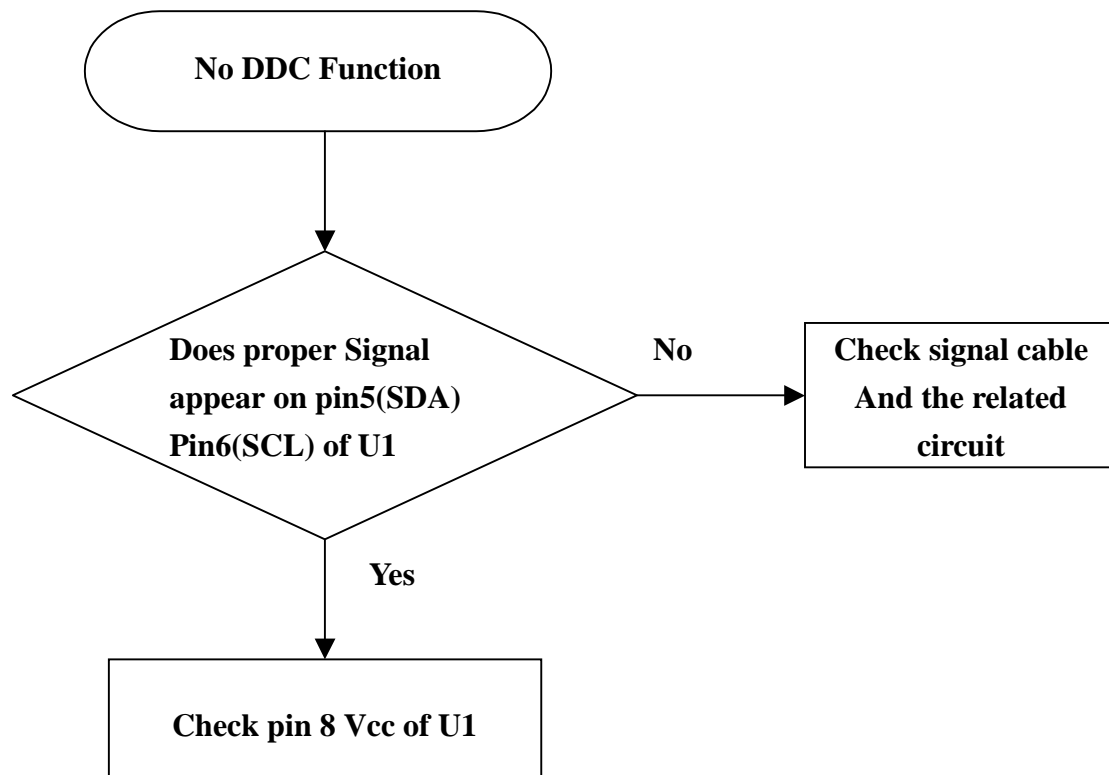 No DDC Function
Does proper Signal
appear on pin5(SDA)
Pin6(SCL) of U1
No
Check signal cable
And the related
circuit
Yes
Check pin 8 Vcc of U1